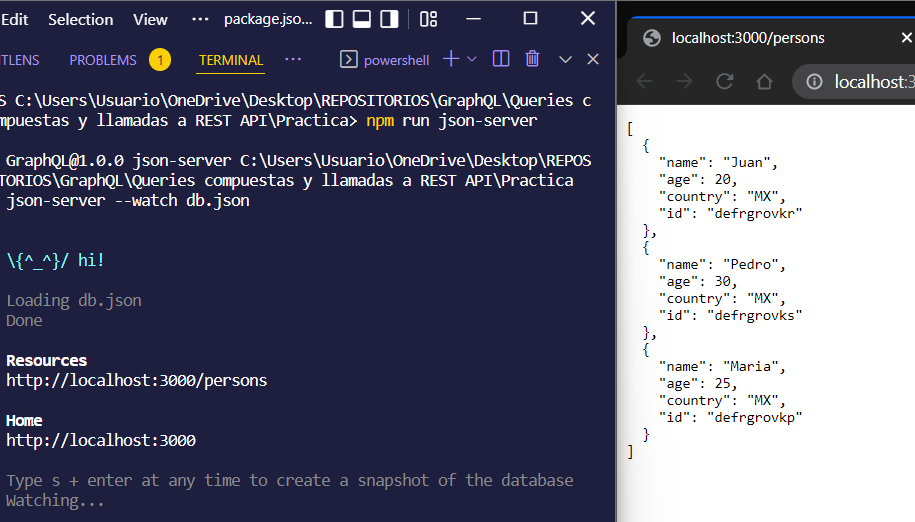 Edit Selection View ··· package.jso...
TLENS PROBLEMS 1 TERMINAL ··· powershell
S C:\Users\Usuario\OneDrive\Desktop\REPOSITORIOS\GraphQL\Queries c
mpuestas y llamadas a REST API\Practica> npm run json-server
GraphQL@1.0.0 json-server C:\Users\Usuario\OneDrive\Desktop\REPOS
TORIOS\GraphQL\Queries compuestas y llamadas a REST API\Practica
json-server --watch db.json
\{^_^}/ hi!
Loading db.json
Done
Resources
http://localhost:3000/persons
Home
http://localhost:3000
Type s + enter at any time to create a snapshot of the database
Watching...
localhost:3000/persons
localhost:3
[
{
"name": "Juan",
"age": 20,
"country": "MX",
"id": "defrgrovkr"
},
{
"name": "Pedro",
"age": 30,
"country": "MX",
"id": "defrgrovks"
},
{
"name": "Maria",
"age": 25,
"country": "MX",
"id": "defrgrovkp"
}
]